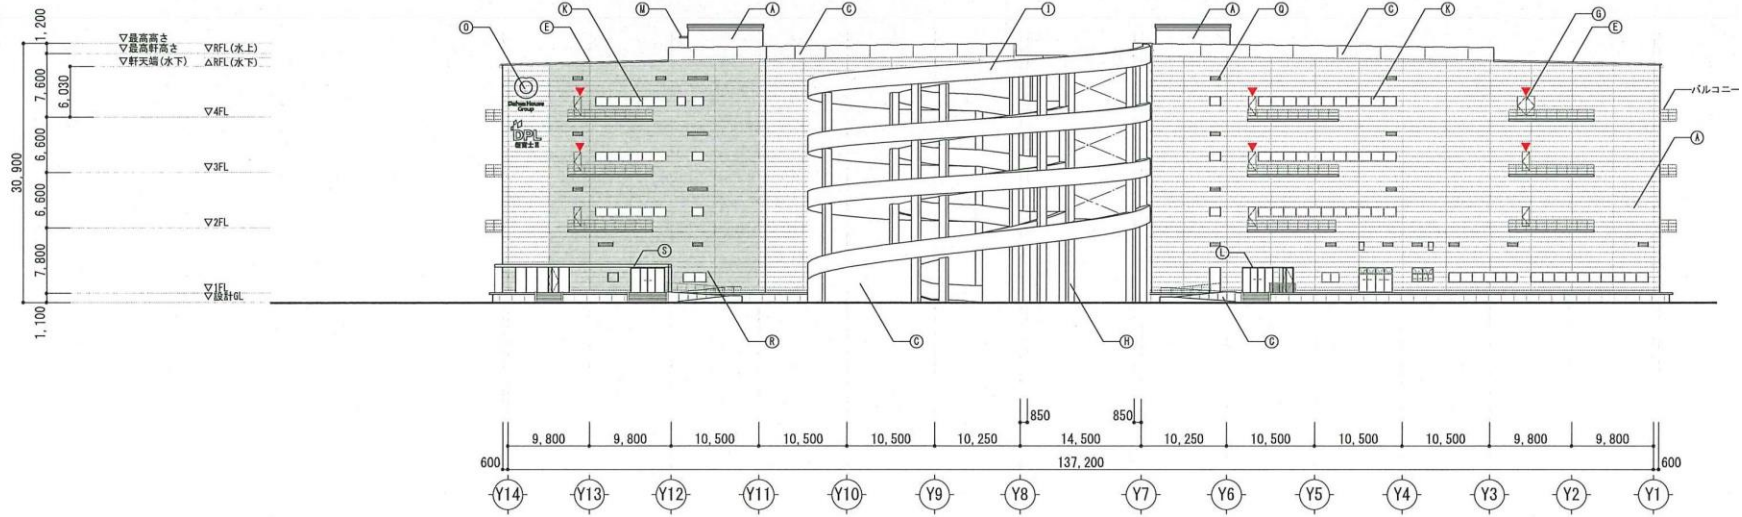 1,200
30,900
7,600
6,030
6,600
6,600
7,800
1,100
▽最高高さ
▽最高軒高さ ▽RFL(水上)
▽軒天端(水下) △RFL(水下)
▽4FL
▽3FL
▽2FL
▽1FL
▽設計GL
O E K M A G I A Q G K G E
バルコニー
A
Daiwa House
Group
DPL
S
L
R G H G
850 850
9,800 9,800 10,500 10,500 10,500 10,250 14,500 10,250 10,500 10,500 10,500 9,800 9,800
600 137,200 600
Y14 Y13 Y12 Y11 Y10 Y9 Y8 Y7 Y6 Y5 Y4 Y3 Y2 Y1